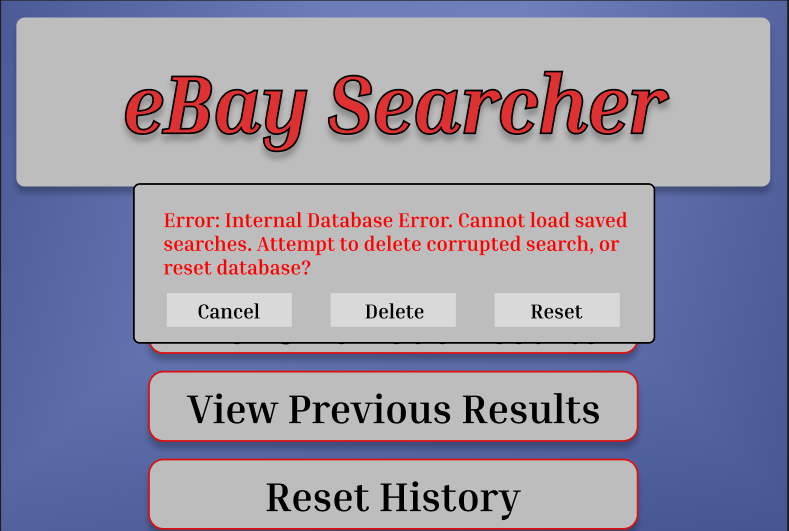 eBay Searcher
Error: Internal Database Error. Cannot load saved
searches. Attempt to delete corrupted search, or
reset database?
Cancel Delete Reset
View Previous Results
Reset History